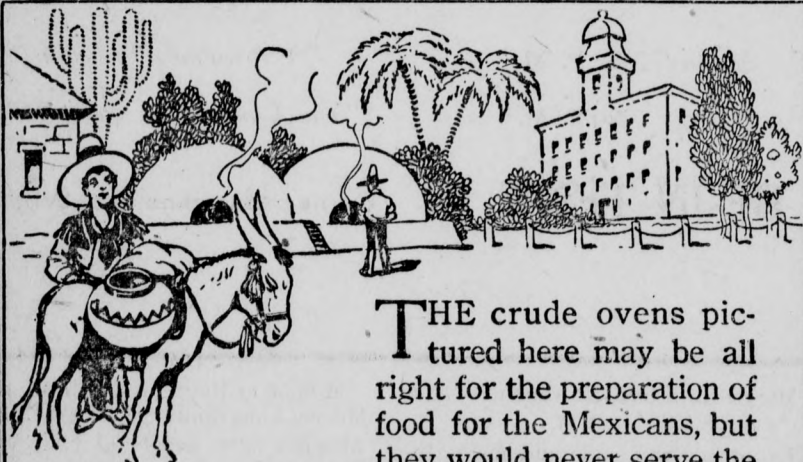 THE crude ovens pic-
tured here may be all
right for the preparation of
food for the Mexicans, but
they would never serve the